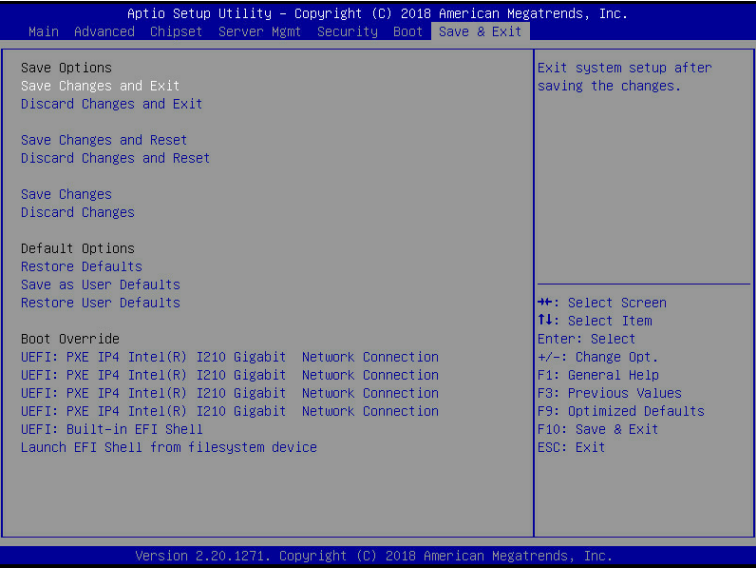 Aptio Setup Utility – Copyright (C) 2018 American Megatrends, Inc.
Main Advanced Chipset Server Mgmt Security Boot Save & Exit
Save Options
Save Changes and Exit
Discard Changes and Exit
Save Changes and Reset
Discard Changes and Reset
Save Changes
Discard Changes
Default Options
Restore Defaults
Save as User Defaults
Restore User Defaults
Boot Override
UEFI: PXE IP4 Intel(R) I210 Gigabit Network Connection
UEFI: PXE IP4 Intel(R) I210 Gigabit Network Connection
UEFI: PXE IP4 Intel(R) I210 Gigabit Network Connection
UEFI: PXE IP4 Intel(R) I210 Gigabit Network Connection
UEFI: Built-in EFI Shell
Launch EFI Shell from filesystem device
Exit system setup after
saving the changes.
→←: Select Screen
↑↓: Select Item
Enter: Select
+/-: Change Opt.
F1: General Help
F3: Previous Values
F9: Optimized Defaults
F10: Save & Exit
ESC: Exit
Version 2.20.1271. Copyright (C) 2018 American Megatrends, Inc.